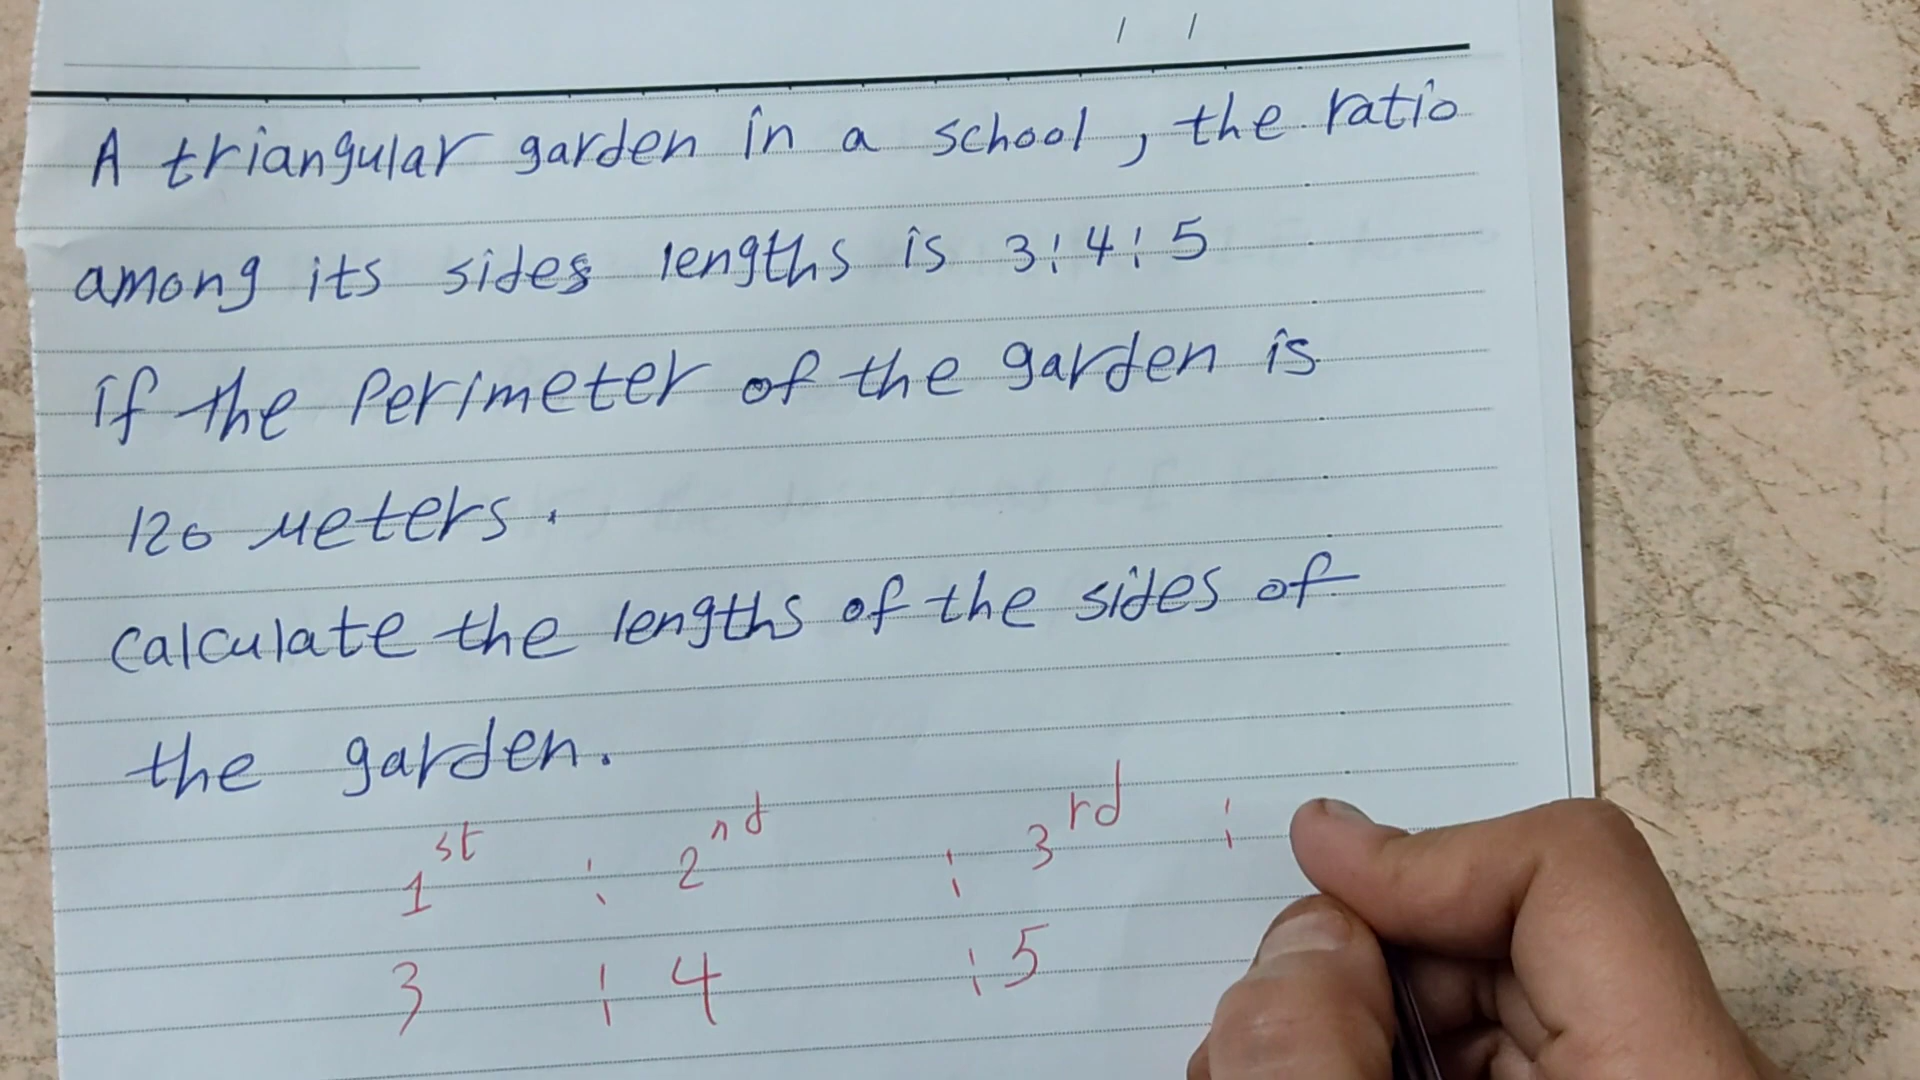 A triangular garden in a school, the ratio
among its sides lengths is 3:4:5
if the Perimeter of the garden is
120 meters.
Calculate the lengths of the sides of
the garden.
1st : 2nd : 3rd :
3 : 4 : 5